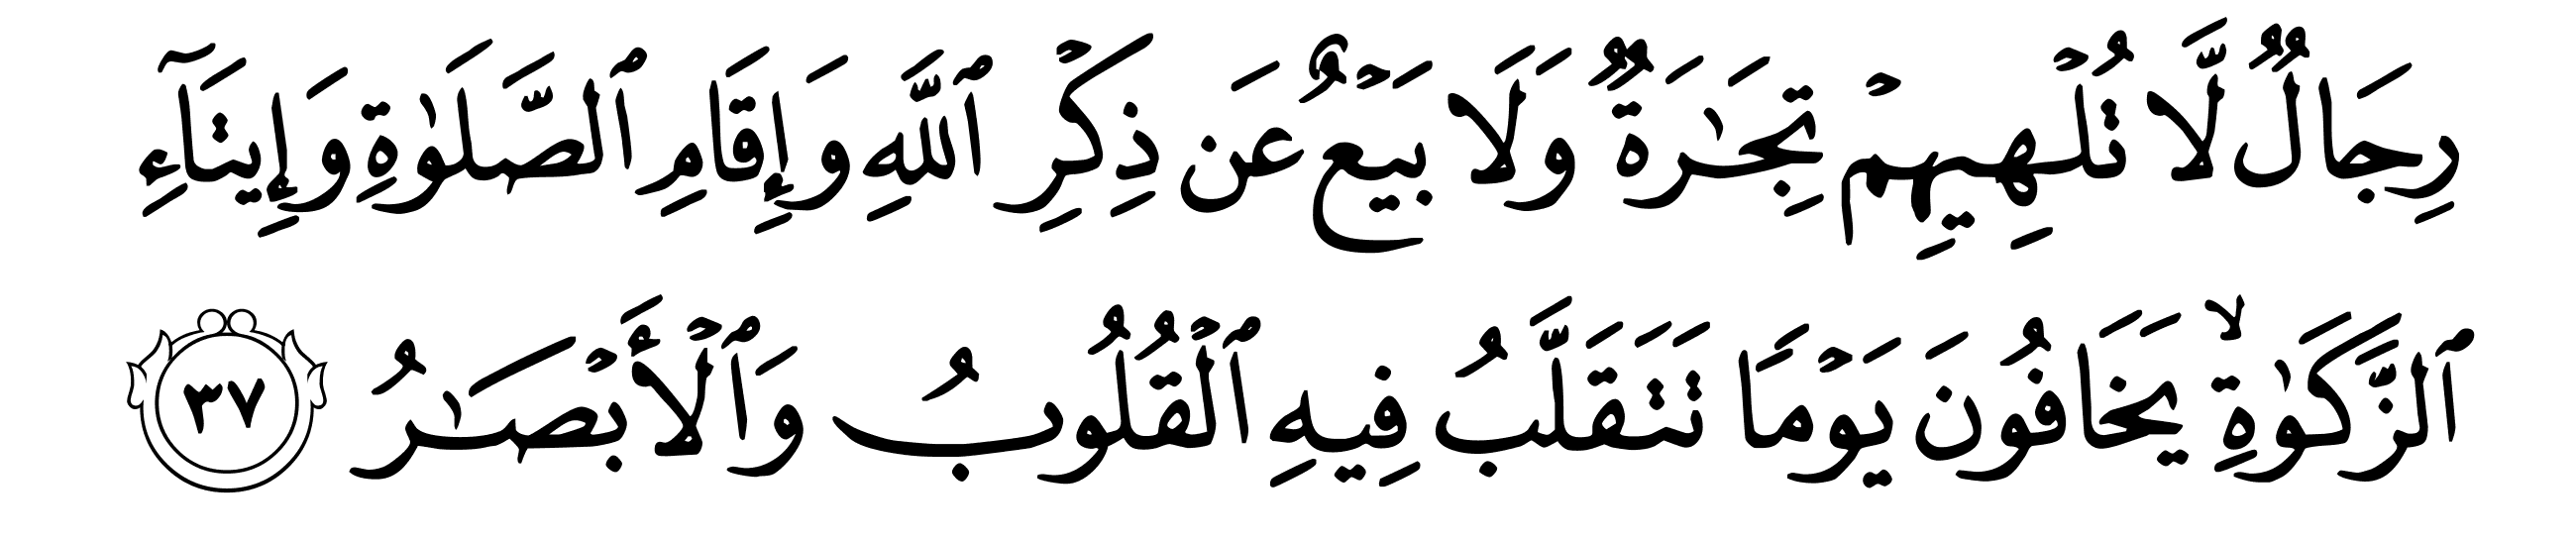 رِجَالٌ لَّا تُلْهِيهِمْ تِجَٰرَةٌ وَلَا بَيْعٌ عَن ذِكْرِ ٱللَّهِ وَإِقَامِ ٱلصَّلَوٰةِ وَإِيتَآءِ
ٱلزَّكَوٰةِ ۙ يَخَافُونَ يَوْمًا تَتَقَلَّبُ فِيهِ ٱلْقُلُوبُ وَٱلْأَبْصَٰرُ ٣٧